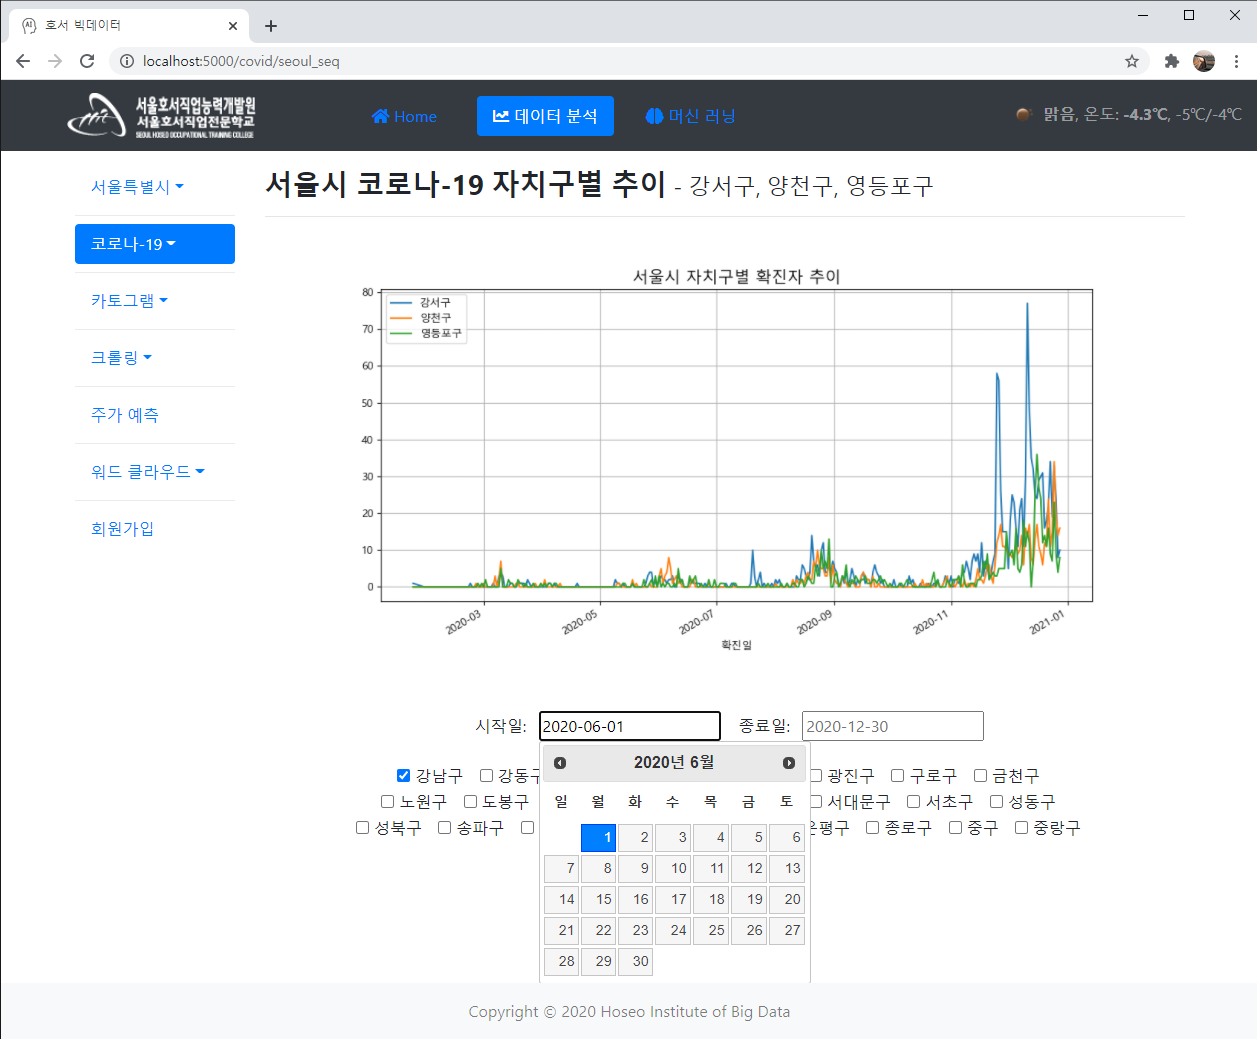 호서 빅데이터
localhost:5000/covid/seoul_seq
서울호서직업능력개발원
서울호서직업전문학교
SEOUL HOSEO OCCUPATIONAL TRAINING COLLEGE
Home
데이터 분석
머신 러닝
맑음, 온도: -4.3℃, -5℃/-4℃
서울특별시
코로나-19
카토그램
크롤링
주가 예측
워드 클라우드
회원가입
서울시 코로나-19 자치구별 추이 - 강서구, 양천구, 영등포구
서울시 자치구별 확진자 추이
강서구
양천구
영등포구
80
70
60
50
40
30
20
10
0
2020-03 2020-05 2020-07 2020-09 2020-11 2021-01
확진일
시작일: 2020-06-01 종료일: 2020-12-30
강남구 강동구 광진구 구로구 금천구
노원구 도봉구 서대문구 서초구 성동구
성북구 송파구 은평구 종로구 중구 중랑구
2020년 6월
일 월 화 수 목 금 토
1 2 3 4 5 6
7 8 9 10 11 12 13
14 15 16 17 18 19 20
21 22 23 24 25 26 27
28 29 30
Copyright © 2020 Hoseo Institute of Big Data